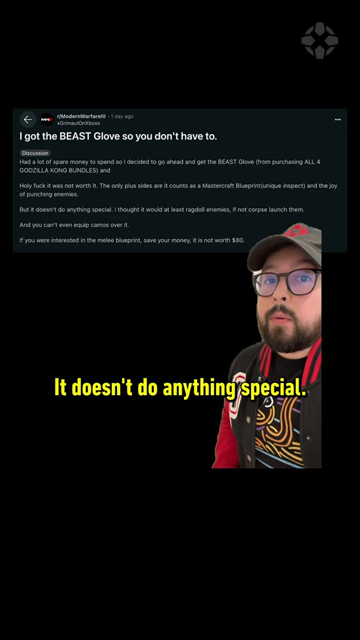 IGN
r/ModernWarfareIII · 1 day ago
xGrimaulOnXboxx
I got the BEAST Glove so you don't have to.
Discussion
Had a lot of spare money to spend so I decided to go ahead and get the BEAST Glove (from purchasing ALL 4
GODZILLA KONG BUNDLES) and
Holy fuck it was not worth it. The only plus sides are it counts as a Mastercraft Blueprint(unique inspect) and the joy
of punching enemies.
But it doesn't do anything special. I thought it would at least ragdoll enemies, if not corpse launch them.
And you can't even equip camos over it.
If you were interested in the melee blueprint, save your money, it is not worth $80.
It doesn't do anything special.